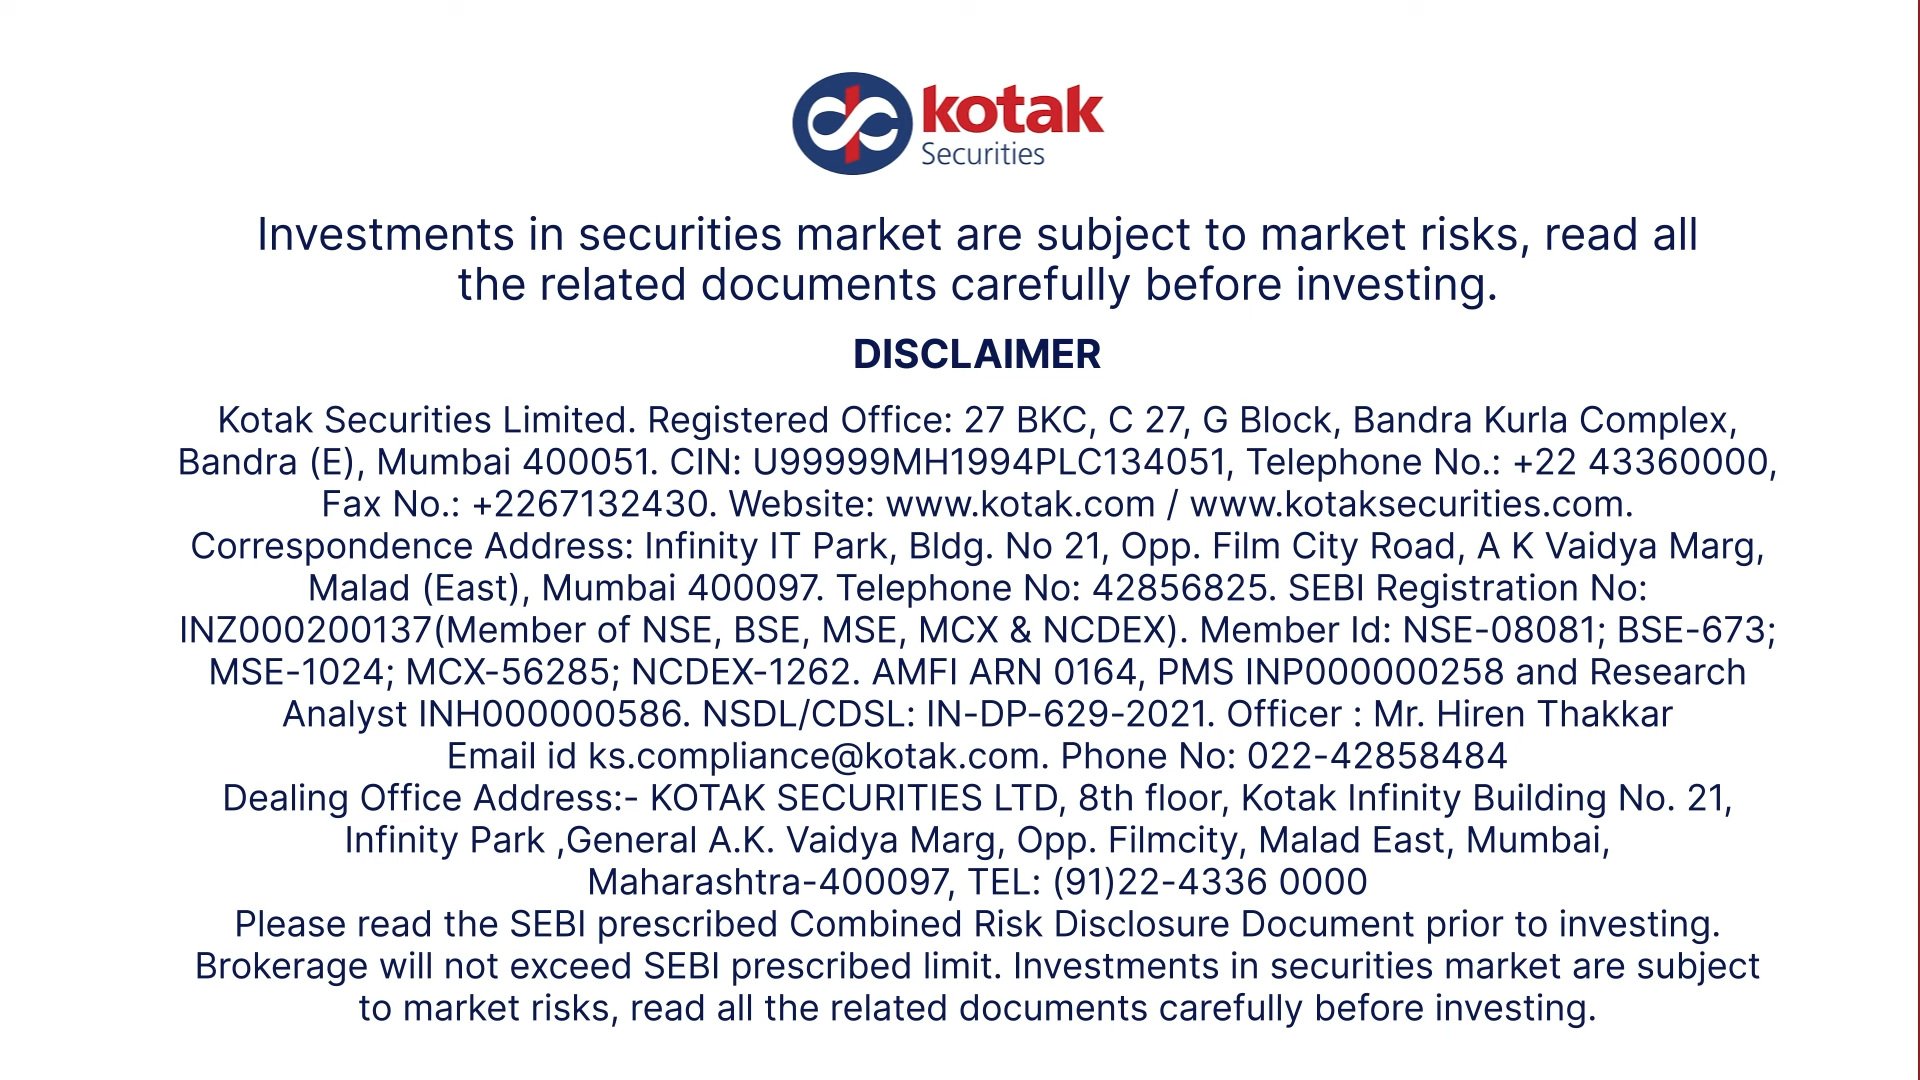 kotak
Securities
Investments in securities market are subject to market risks, read all
the related documents carefully before investing.
DISCLAIMER
Kotak Securities Limited. Registered Office: 27 BKC, C 27, G Block, Bandra Kurla Complex,
Bandra (E), Mumbai 400051. CIN: U99999MH1994PLC134051, Telephone No.: +22 43360000,
Fax No.: +2267132430. Website: www.kotak.com / www.kotaksecurities.com.
Correspondence Address: Infinity IT Park, Bldg. No 21, Opp. Film City Road, A K Vaidya Marg,
Malad (East), Mumbai 400097. Telephone No: 42856825. SEBI Registration No:
INZ000200137(Member of NSE, BSE, MSE, MCX & NCDEX). Member Id: NSE-08081; BSE-673;
MSE-1024; MCX-56285; NCDEX-1262. AMFI ARN 0164, PMS INP000000258 and Research
Analyst INH000000586. NSDL/CDSL: IN-DP-629-2021. Officer : Mr. Hiren Thakkar
Email id ks.compliance@kotak.com. Phone No: 022-42858484
Dealing Office Address:- KOTAK SECURITIES LTD, 8th floor, Kotak Infinity Building No. 21,
Infinity Park ,General A.K. Vaidya Marg, Opp. Filmcity, Malad East, Mumbai,
Maharashtra-400097, TEL: (91)22-4336 0000
Please read the SEBI prescribed Combined Risk Disclosure Document prior to investing.
Brokerage will not exceed SEBI prescribed limit. Investments in securities market are subject
to market risks, read all the related documents carefully before investing.